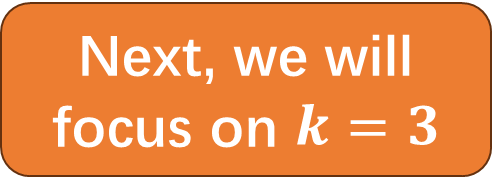 Next, we will
focus on k = 3